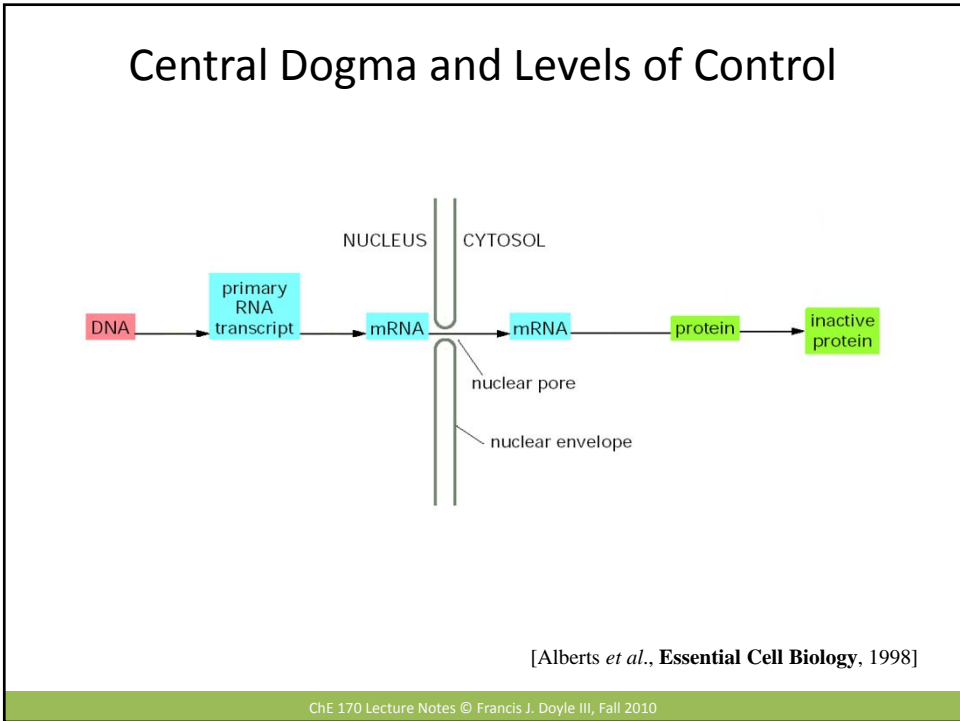 Central Dogma and Levels of Control
NUCLEUS CYTOSOL
DNA
primary
RNA
transcript
mRNA
mRNA
protein
inactive
protein
nuclear pore
nuclear envelope
[Alberts et al., Essential Cell Biology, 1998]
ChE 170 Lecture Notes © Francis J. Doyle III, Fall 2010